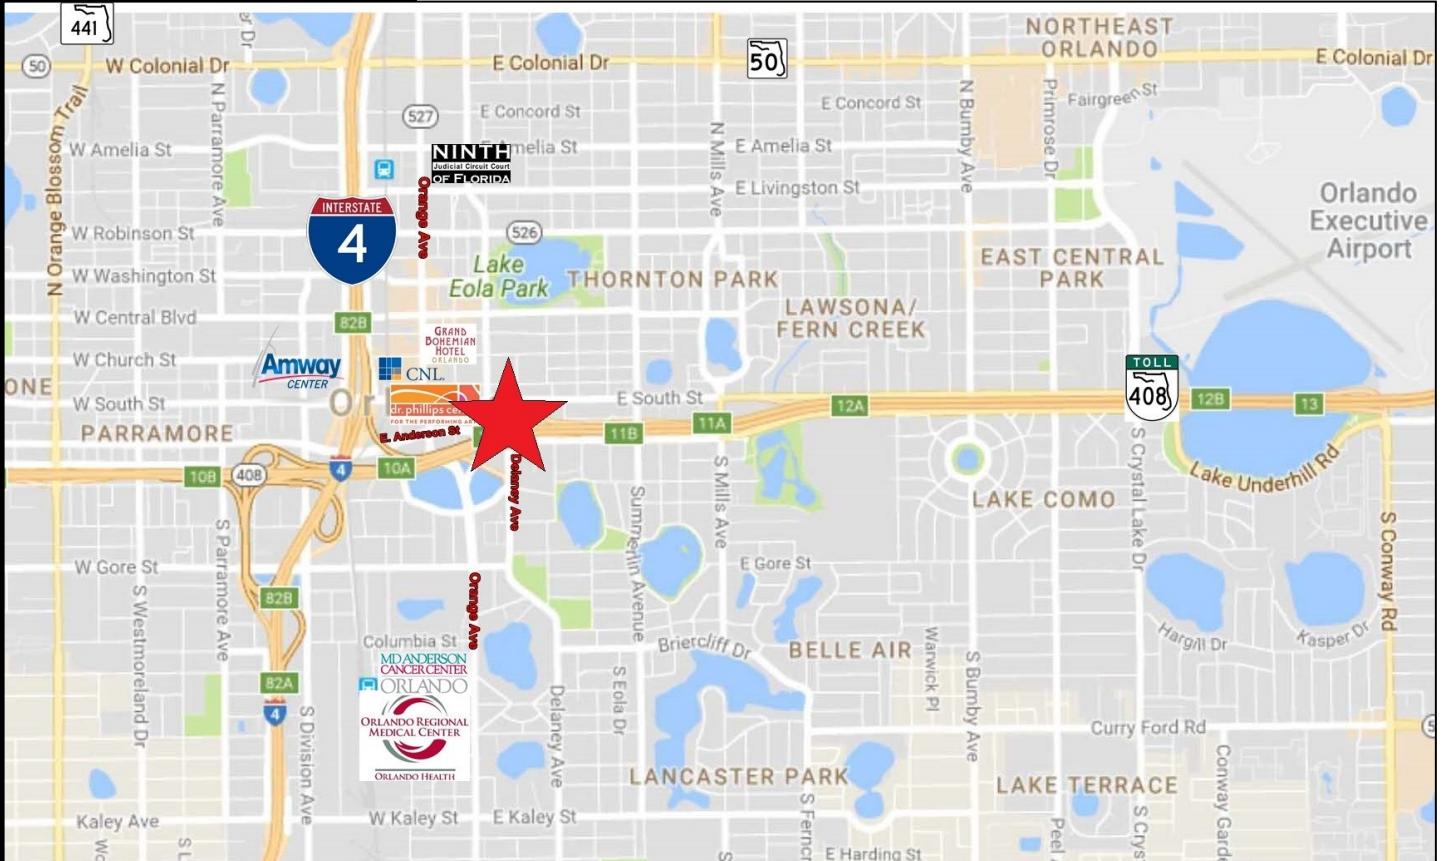 441
50
W Colonial Dr
E Colonial Dr
50
NORTHEAST
ORLANDO
E Colonial Dr
N Orange Blossom Trail
N Parramore Ave
527
E Concord St
E Concord St
N Mills Ave
N Bumby Ave
Primrose Dr
Fairgreen St
W Amelia St
NINTH
Judicial Circuit Court
OF FLORIDA
Amelia St
E Amelia St
Orange Ave
E Livingston St
INTERSTATE
4
W Robinson St
526
Orlando
Executive
Airport
W Washington St
Lake
Eola Park
THORNTON PARK
EAST CENTRAL
PARK
W Central Blvd
82B
LAWSONA/
FERN CREEK
W Church St
Amway
CENTER
CNL
GRAND
BOHEMIAN
HOTEL
ORLANDO
TOLL
408
ONE
W South St
Or
dr. phillips ce
FOR THE PERFORMING AR
E South St
12A
12B
13
PARRAMORE
E. Anderson St
11B
11A
10B
408
4
10A
Delaney Ave
Summerlin Avenue
S Mills Ave
LAKE COMO
S Crystal Lake Dr
Lake Underhill Rd
S Conway Rd
W Gore St
S Parramore Ave
S Westmoreland Dr
82B
Orange Ave
E Gore St
Columbia St
MD ANDERSON
CANCER CENTER
ORLANDO
ORLANDO REGIONAL
MEDICAL CENTER
ORLANDO HEALTH
Briercliff Dr
BELLE AIR
Warwick Pl
S Bumby Ave
Hargill Dr
Kasper Dr
82A
4
S Division Ave
Delaney Ave
S Eola Dr
Curry Ford Rd
LANCASTER PARK
LAKE TERRACE
Kaley Ave
W Kaley St
E Kaley St
E Harding St